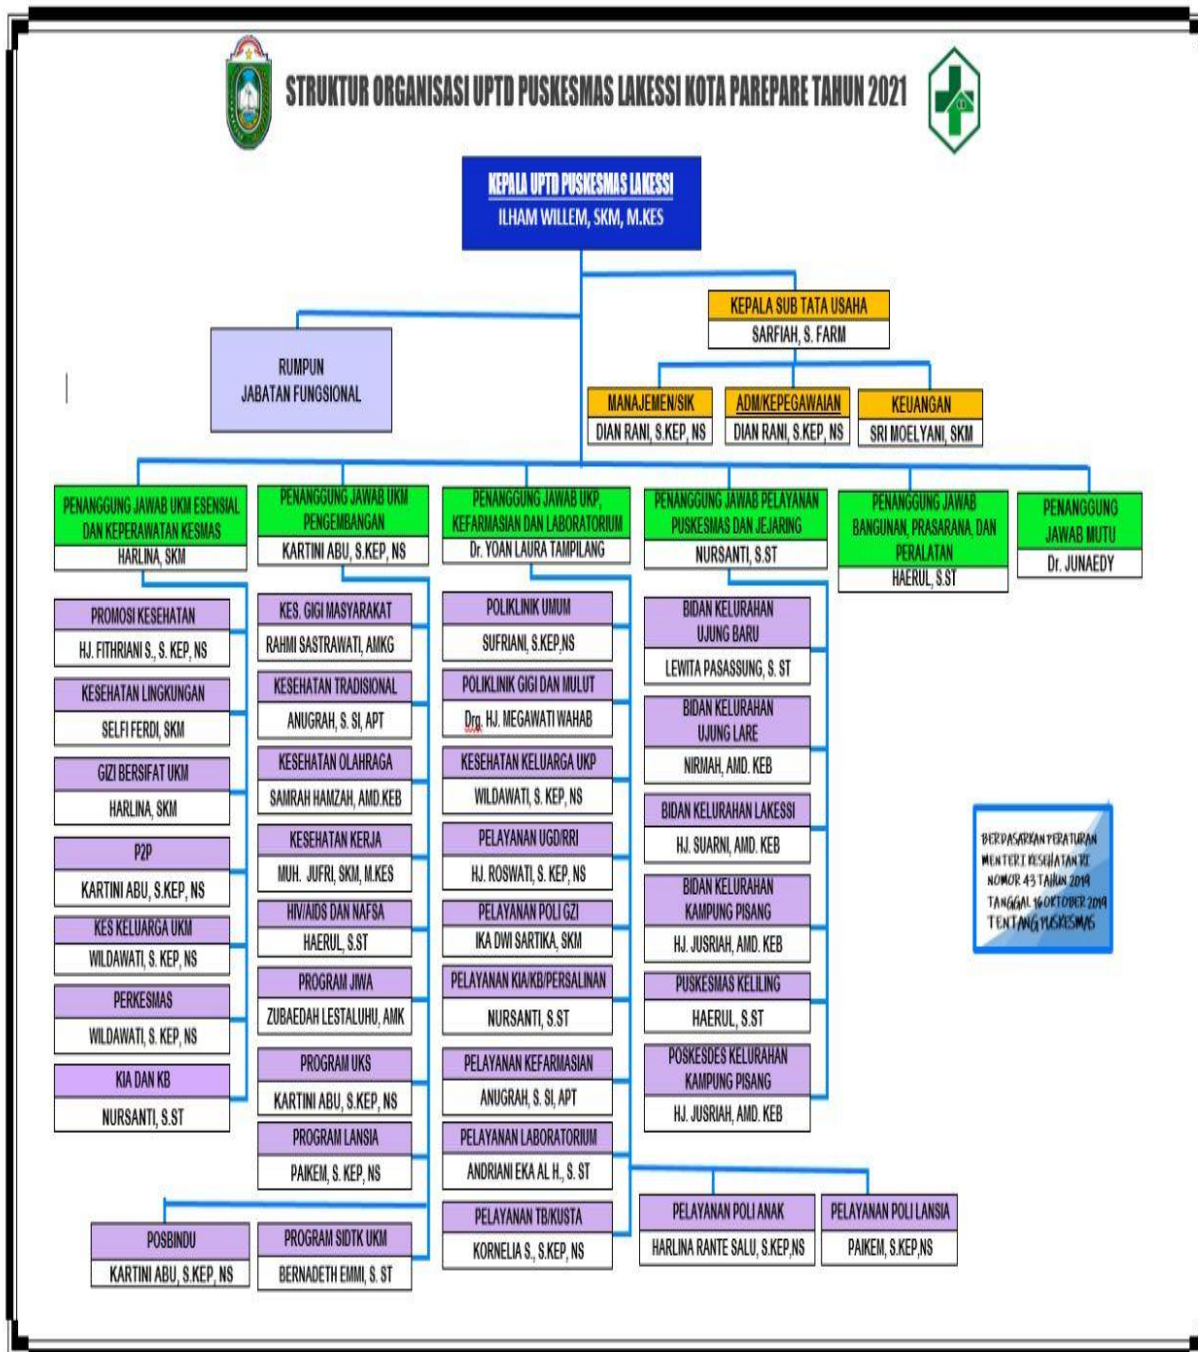 STRUKTUR ORGANISASI UPTD PUSKESMAS LAKESSI KOTA PAREPARE TAHUN 2021
KEPALA UPTD PUSKESMAS LAKESSI
ILHAM WILLEM, SKM, M.KES
KEPALA SUB TATA USAHA
SARFIAH, S. FARM
RUMPUN
JABATAN FUNGSIONAL
MANAJEMEN/SIK
DIAN RANI, S.KEP, NS
ADM/KEPEGAWAIAN
DIAN RANI, S.KEP, NS
KEUANGAN
SRI MOELYANI, SKM
PENANGGUNG JAWAB UKM ESENSIAL
DAN KEPERAWATAN KESMAS
HARLINA, SKM
PROMOSI KESEHATAN
HJ. FITHRIANI S., S. KEP, NS
KESEHATAN LINGKUNGAN
SELFI FERDI, SKM
GIZI BERSIFAT UKM
HARLINA, SKM
P2P
KARTINI ABU, S.KEP, NS
KES KELUARGA UKM
WILDAWATI, S. KEP, NS
PERKESMAS
WILDAWATI, S. KEP, NS
KIA DAN KB
NURSANTI, S.ST
PENANGGUNG JAWAB UKM
PENGEMBANGAN
KARTINI ABU, S.KEP, NS
KES. GIGI MASYARAKAT
RAHMI SASTRAWATI, AMKG
KESEHATAN TRADISIONAL
ANUGRAH, S. SI, APT
KESEHATAN OLAHRAGA
SAMRAH HAMZAH, AMD.KEB
KESEHATAN KERJA
MUH. JUFRI, SKM, M.KES
HIV/AIDS DAN NAFSA
HAERUL, S.ST
PROGRAM JIWA
ZUBAEDAH LESTALUHU, AMK
PROGRAM UKS
KARTINI ABU, S.KEP, NS
PROGRAM LANSIA
PAIKEM, S. KEP, NS
POSBINDU
KARTINI ABU, S.KEP, NS
PROGRAM SIDTK UKM
BERNADETH EMMI, S. ST
PENANGGUNG JAWAB UKP,
KEFARMASIAN DAN LABORATORIUM
Dr. YOAN LAURA TAMPILANG
POLIKLINIK UMUM
SUFRIANI, S.KEP,NS
POLIKLINIK GIGI DAN MULUT
Drg. HJ. MEGAWATI WAHAB
KESEHATAN KELUARGA UKP
WILDAWATI, S. KEP, NS
PELAYANAN UGD/RRI
HJ. ROSWATI, S. KEP, NS
PELAYANAN POLI GZI
IKA DWI SARTIKA, SKM
PELAYANAN KIA/KB/PERSALINAN
NURSANTI, S.ST
PELAYANAN KEFARMASIAN
ANUGRAH, S. SI, APT
PELAYANAN LABORATORIUM
ANDRIANI EKA AL H., S. ST
PELAYANAN TB/KUSTA
KORNELIA S., S.KEP, NS
PELAYANAN POLI ANAK
HARLINA RANTE SALU, S.KEP,NS
PELAYANAN POLI LANSIA
PAIKEM, S.KEP,NS
PENANGGUNG JAWAB PELAYANAN
PUSKESMAS DAN JEJARING
NURSANTI, S.ST
BIDAN KELURAHAN
UJUNG BARU
LEWITA PASASSUNG, S. ST
BIDAN KELURAHAN
UJUNG LARE
NIRMAH, AMD. KEB
BIDAN KELURAHAN LAKESSI
HJ. SUARNI, AMD. KEB
BIDAN KELURAHAN
KAMPUNG PISANG
HJ. JUSRIAH, AMD. KEB
PUSKESMAS KELILING
HAERUL, S.ST
POSKESDES KELURAHAN
KAMPUNG PISANG
HJ. JUSRIAH, AMD. KEB
PENANGGUNG JAWAB
BANGUNAN, PRASARANA, DAN
PERALATAN
HAERUL, S.ST
PENANGGUNG
JAWAB MUTU
Dr. JUNAEDY
BERDASARKAN PERATURAN
MENTERI KESEHATAN RI
NOMOR 43 TAHUN 2019
TANGGAL 16 OKTOBER 2019
TENTANG PUSKESMAS